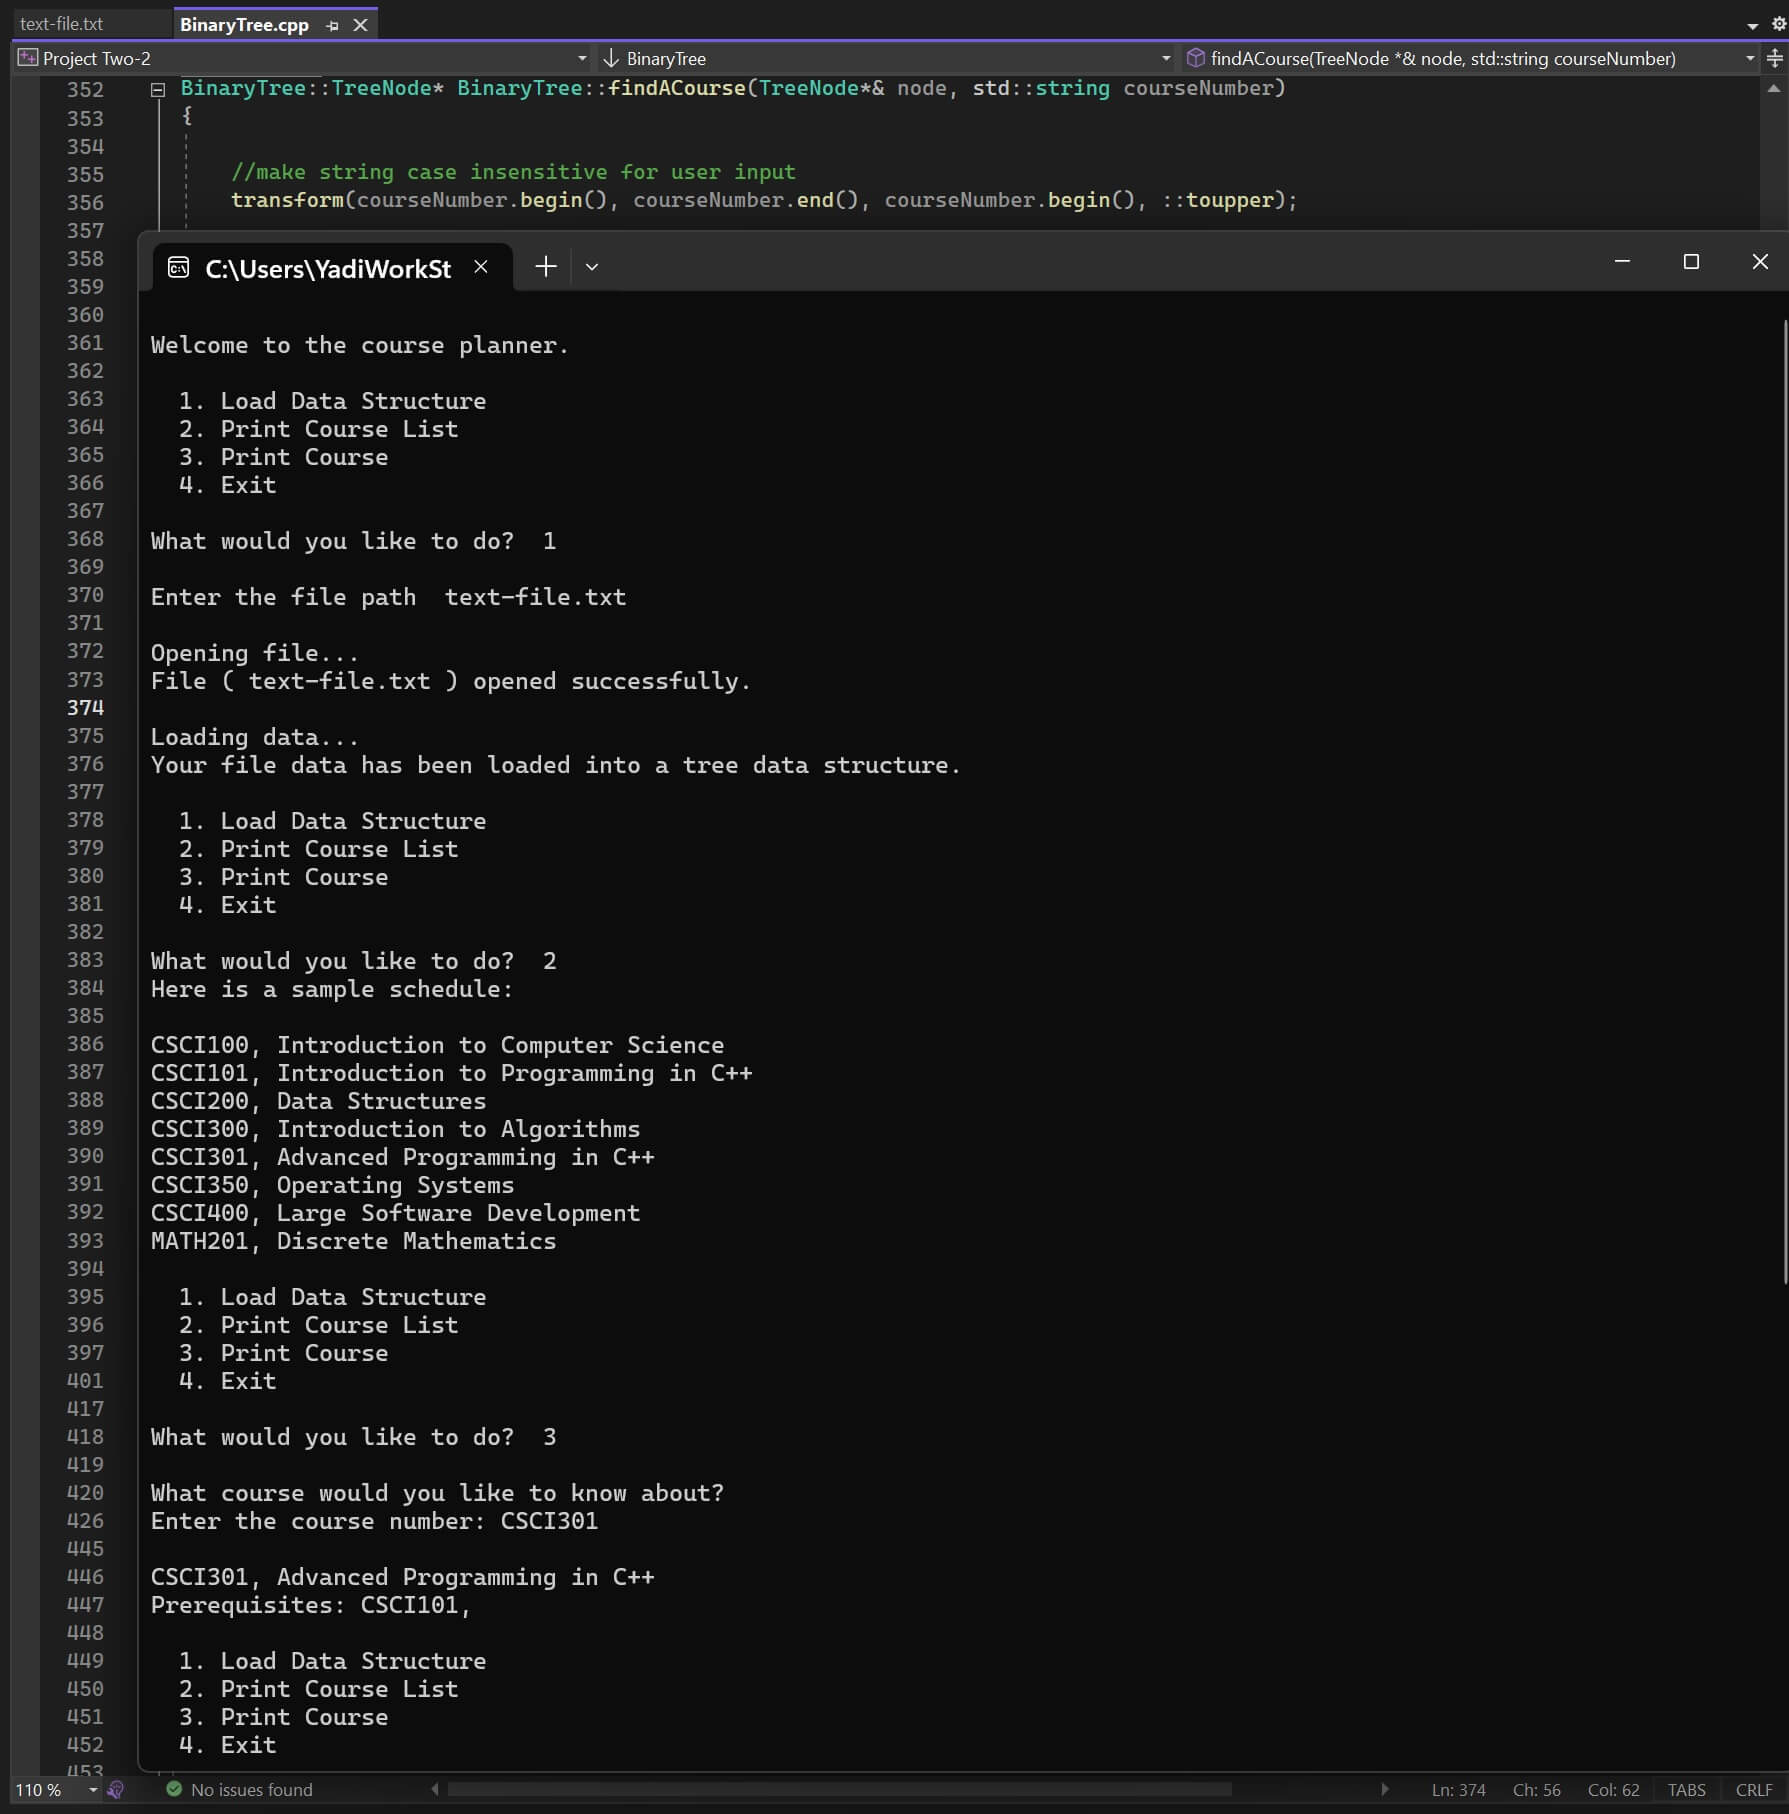 text-file.txt
BinaryTree.cpp
Project Two-2
BinaryTree
findACourse(TreeNode *& node, std::string courseNumber)
352 BinaryTree::TreeNode* BinaryTree::findACourse(TreeNode*& node, std::string courseNumber)
353 {
354
355 //make string case insensitive for user input
356 transform(courseNumber.begin(), courseNumber.end(), courseNumber.begin(), ::toupper);
357
358 C:\Users\YadiWorkSt
359
360
361 Welcome to the course planner.
362
363 1. Load Data Structure
364 2. Print Course List
365 3. Print Course
366 4. Exit
367
368 What would you like to do?  1
369
370 Enter the file path  text-file.txt
371
372 Opening file...
373 File ( text-file.txt ) opened successfully.
374
375 Loading data...
376 Your file data has been loaded into a tree data structure.
377
378 1. Load Data Structure
379 2. Print Course List
380 3. Print Course
381 4. Exit
382
383 What would you like to do?  2
384 Here is a sample schedule:
385
386 CSCI100, Introduction to Computer Science
387 CSCI101, Introduction to Programming in C++
388 CSCI200, Data Structures
389 CSCI300, Introduction to Algorithms
390 CSCI301, Advanced Programming in C++
391 CSCI350, Operating Systems
392 CSCI400, Large Software Development
393 MATH201, Discrete Mathematics
394
395 1. Load Data Structure
396 2. Print Course List
397 3. Print Course
401 4. Exit
417
418 What would you like to do?  3
419
420 What course would you like to know about?
426 Enter the course number: CSCI301
445
446 CSCI301, Advanced Programming in C++
447 Prerequisites: CSCI101,
448
449 1. Load Data Structure
450 2. Print Course List
451 3. Print Course
452 4. Exit
453
110 %
No issues found
Ln: 374
Ch: 56
Col: 62
TABS
CRLF